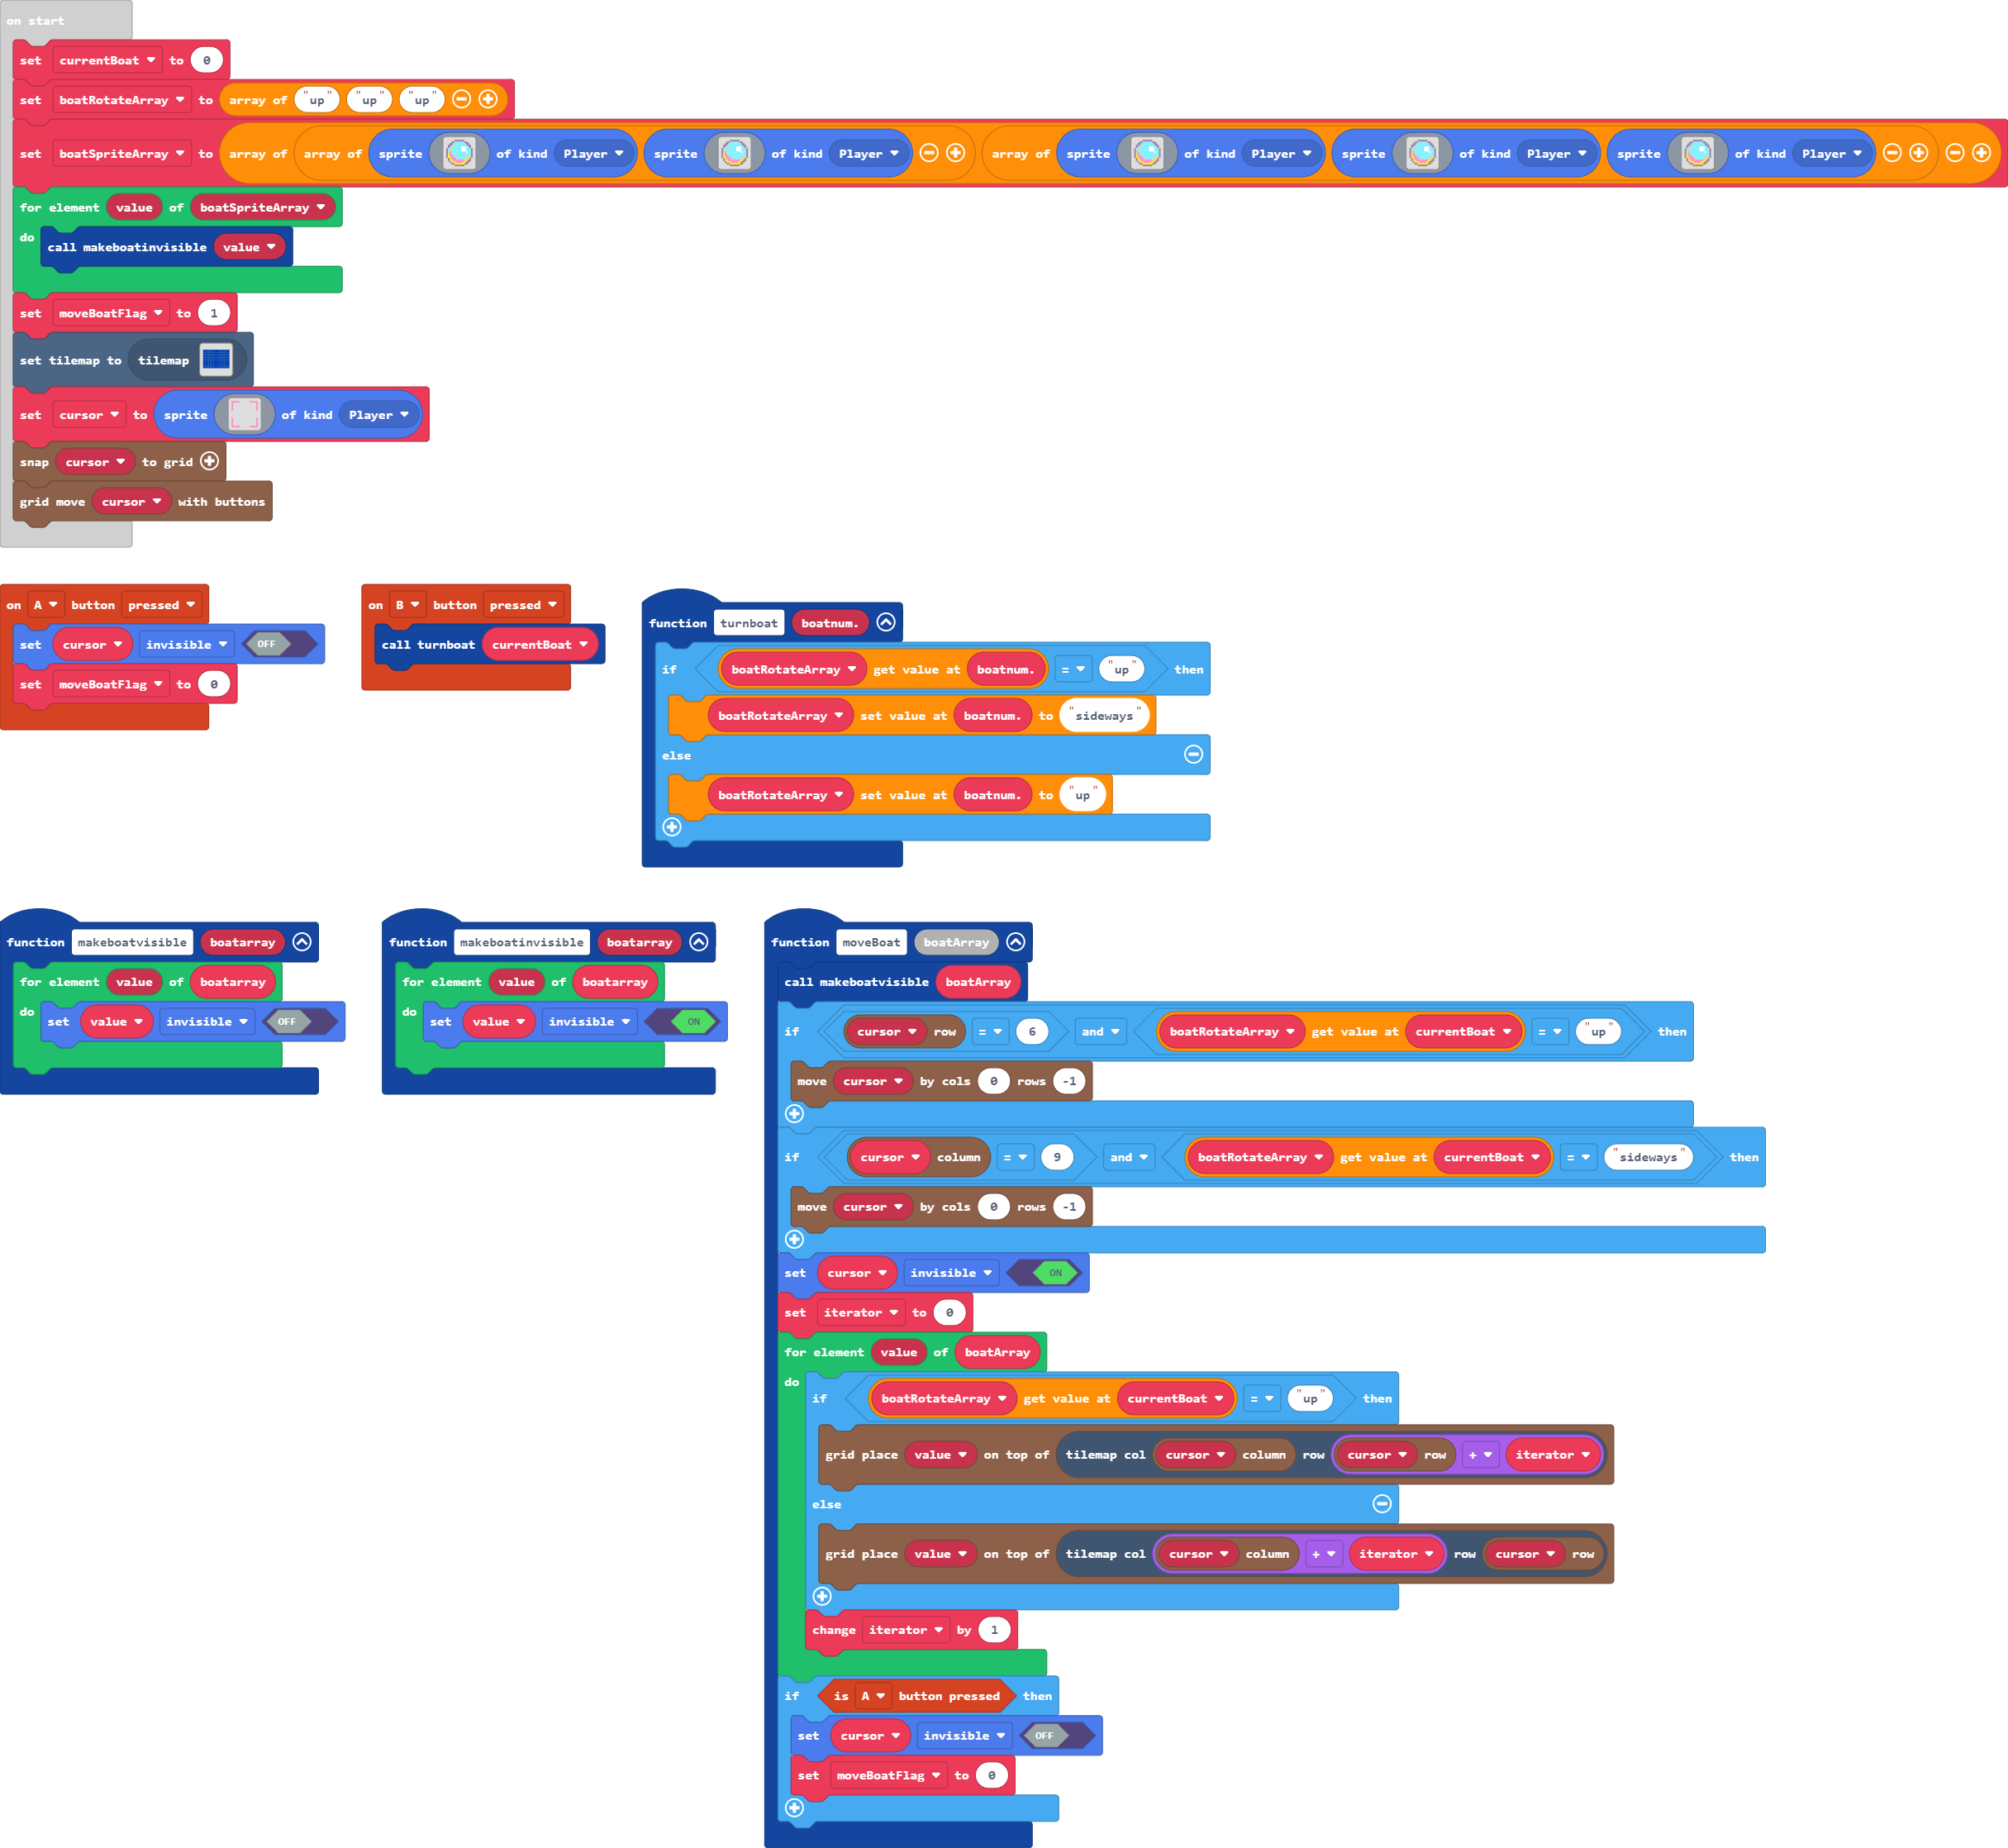 on start
set currentBoat to 0
set boatRotateArray to array of "up" "up" "up"
set boatSpriteArray to array of array of sprite of kind Player sprite of kind Player array of sprite of kind Player sprite of kind Player sprite of kind Player
for element value of boatSpriteArray
do
call makeboatinvisible value
set moveBoatFlag to 1
set tilemap to tilemap
set cursor to sprite of kind Player
snap cursor to grid
grid move cursor with buttons
on A button pressed
set cursor invisible OFF
set moveBoatFlag to 0
on B button pressed
call turnboat currentBoat
function turnboat boatnum.
if boatRotateArray get value at boatnum. = "up" then
boatRotateArray set value at boatnum. to "sideways"
else
boatRotateArray set value at boatnum. to "up"
function makeboatvisible boatarray
for element value of boatarray
do set value invisible OFF
function makeboatinvisible boatarray
for element value of boatarray
do set value invisible ON
function moveBoat boatArray
call makeboatvisible boatArray
if cursor row = 6 and boatRotateArray get value at currentBoat = "up" then
move cursor by cols 0 rows -1
if cursor column = 9 and boatRotateArray get value at currentBoat = "sideways" then
move cursor by cols 0 rows -1
set cursor invisible ON
set iterator to 0
for element value of boatArray
do if boatRotateArray get value at currentBoat = "up" then
grid place value on top of tilemap col cursor column row cursor row + iterator
else
grid place value on top of tilemap col cursor column + iterator row cursor row
change iterator by 1
if is A button pressed then
set cursor invisible OFF
set moveBoatFlag to 0